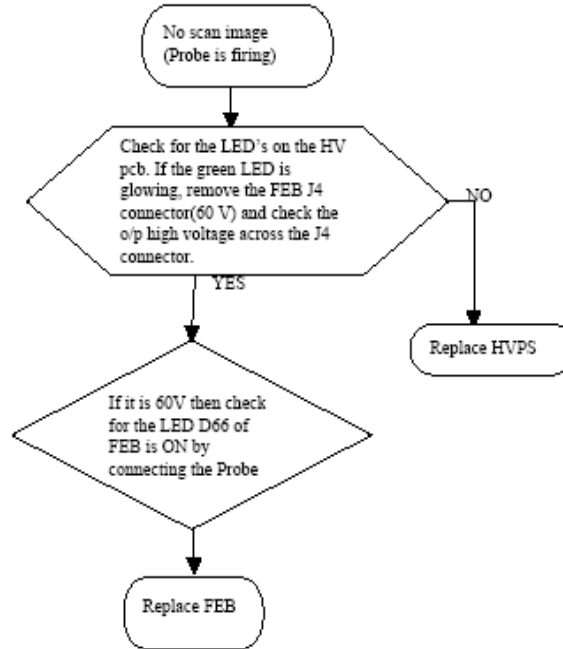 No scan image
(Probe is firing)
Check for the LED's on the HV
pcb. If the green LED is
glowing, remove the FEB J4
connector(60 V) and check the
o/p high voltage across the J4
connector.
NO
YES
Replace HVPS
If it is 60V then check
for the LED D66 of
FEB is ON by
connecting the Probe
Replace FEB